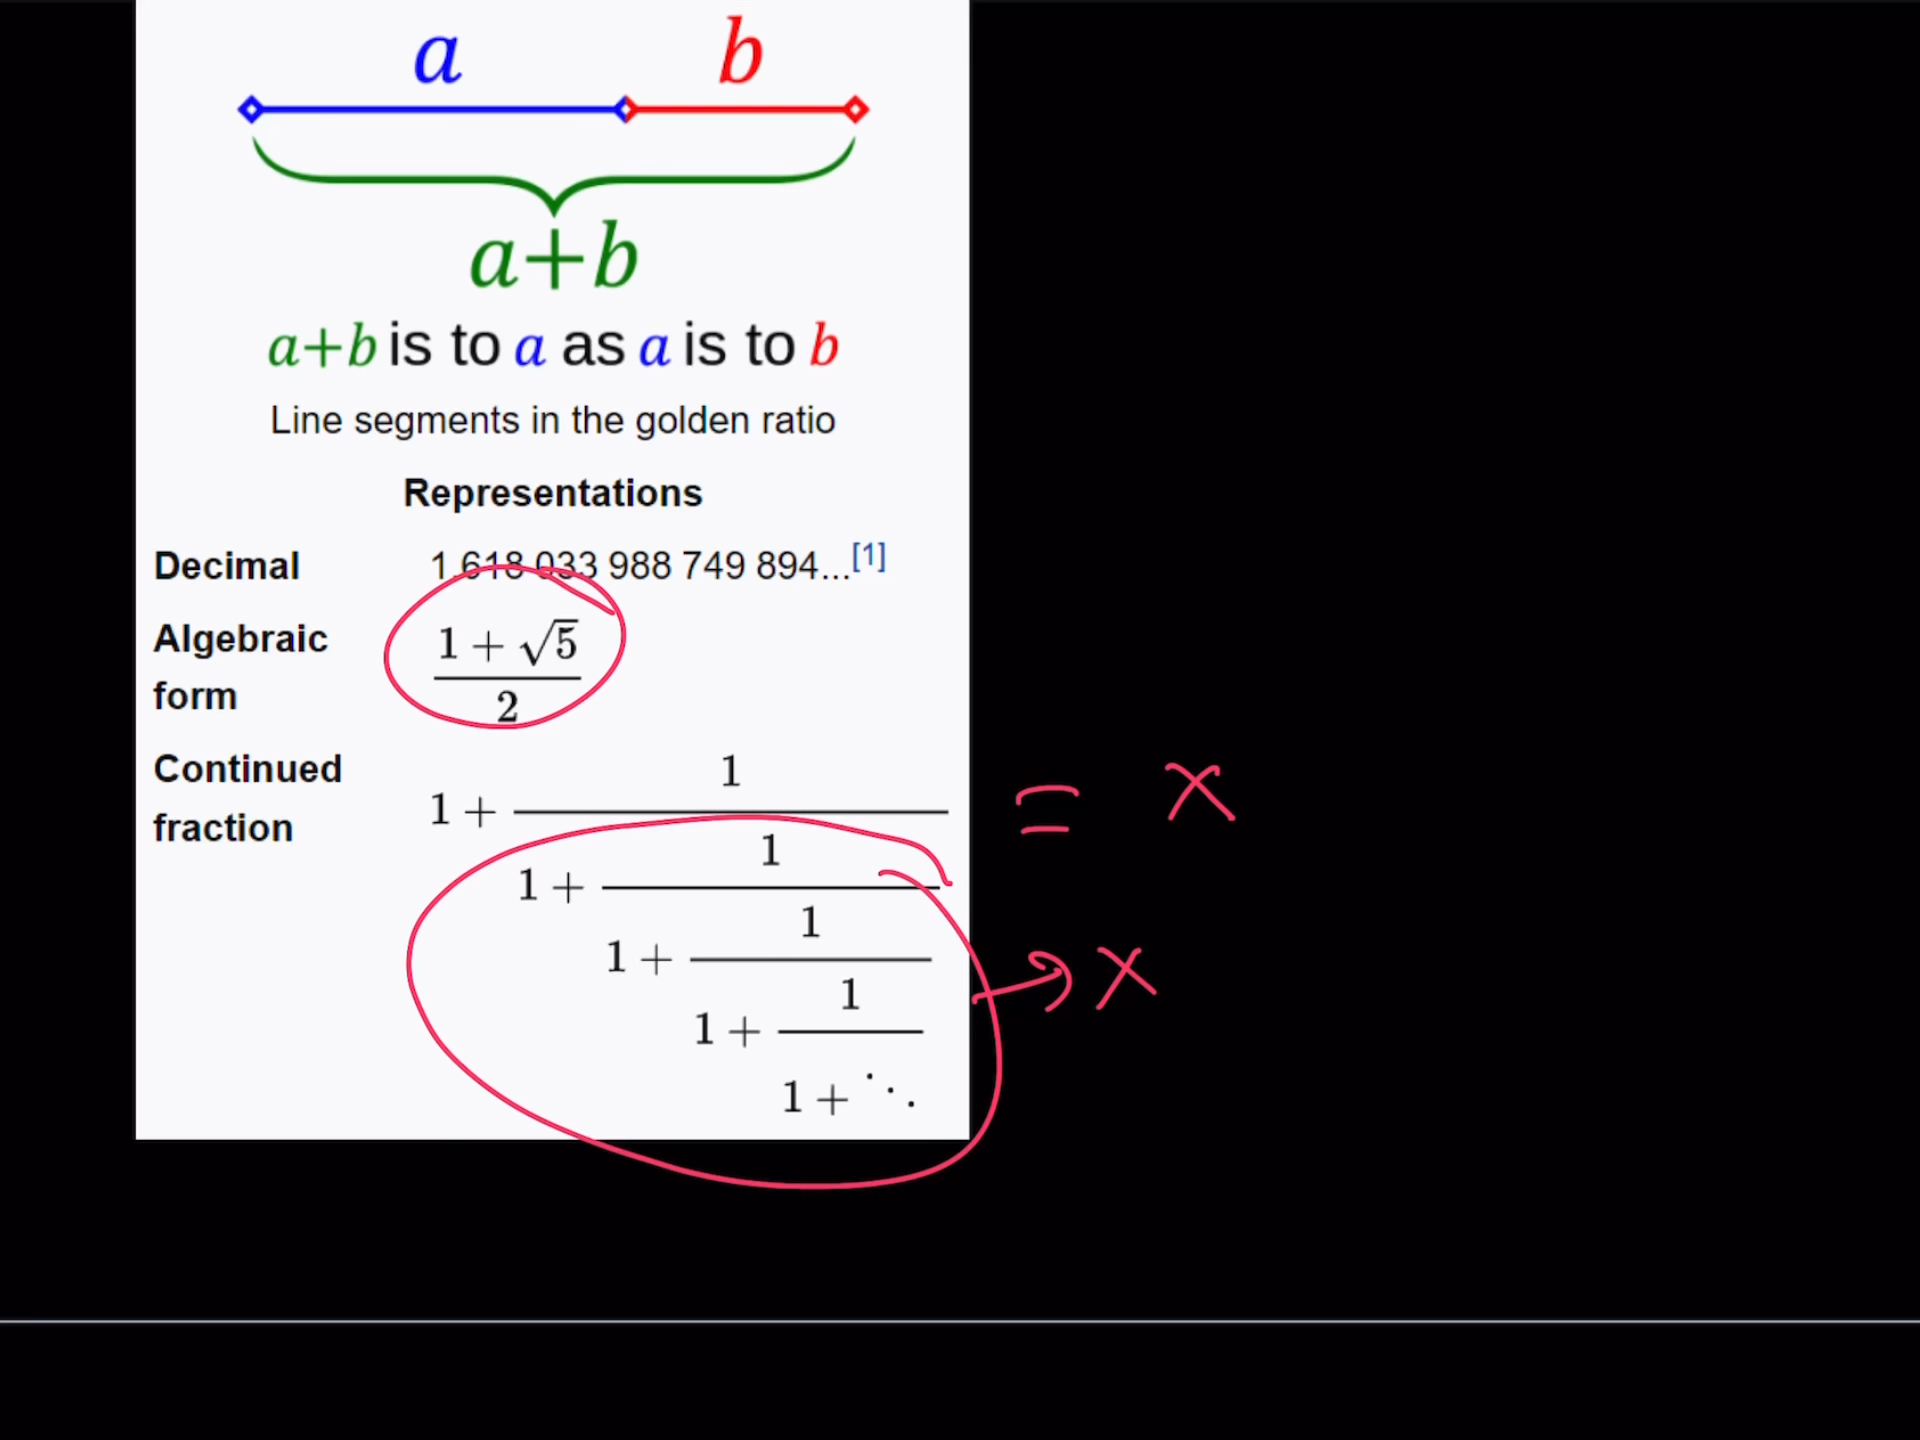 a b
a+b
a+b is to a as a is to b
Line segments in the golden ratio
Representations
Decimal 1.618 033 988 749 894...[1]
Algebraic form
1 + √5
2
Continued fraction
1
1 + = x
1
1 +
1
1 + → x
1
1 +
1 + ⋱